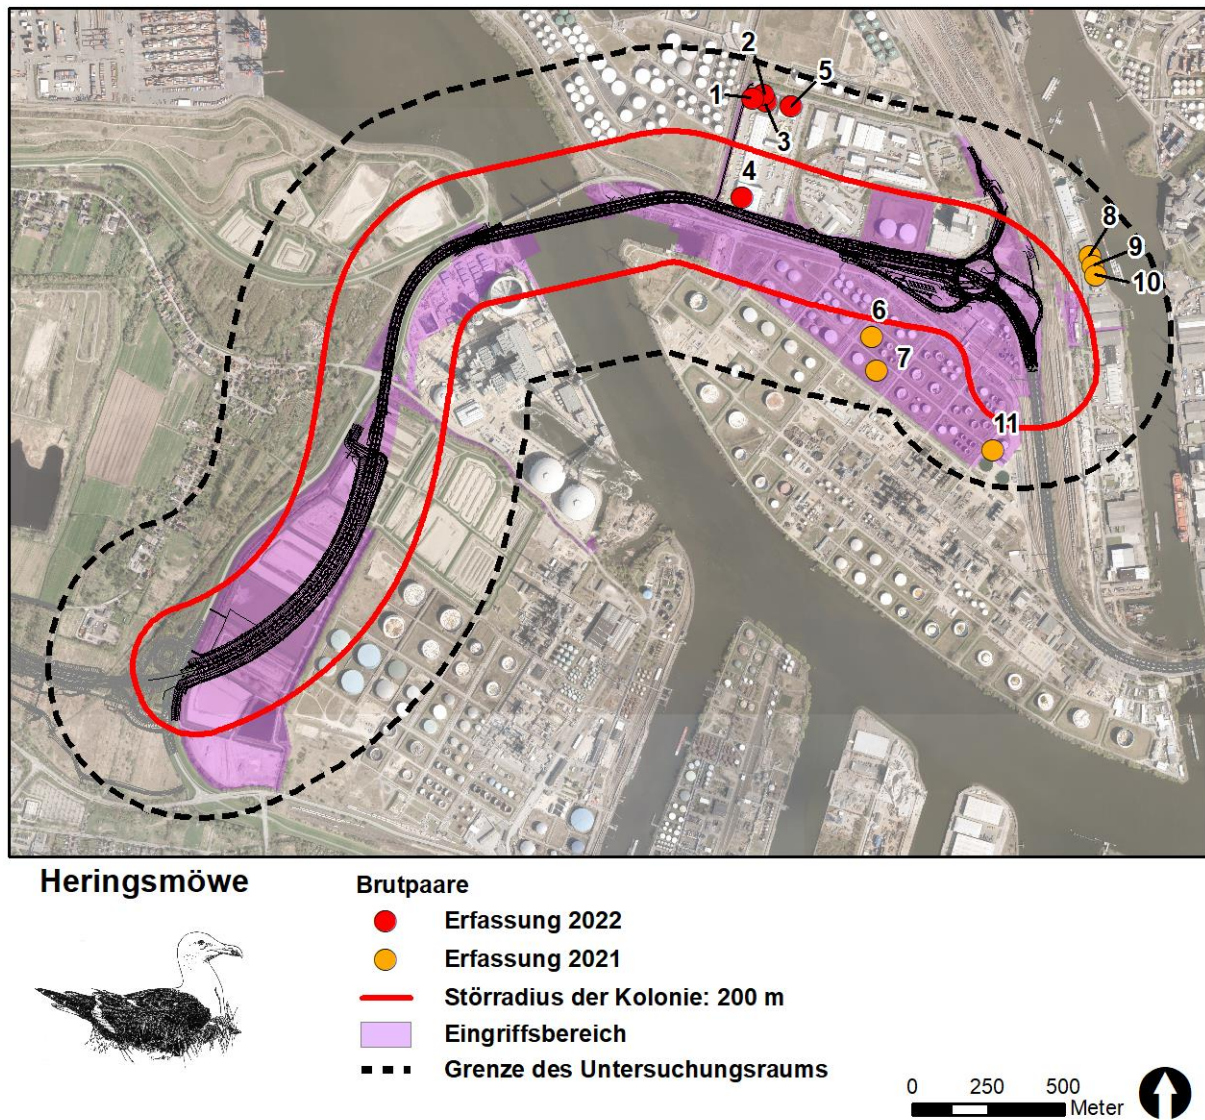 2
1
5
3
4
8
9
10
6
7
11
Heringsmöwe
Brutpaare
Erfassung 2022
Erfassung 2021
Störradius der Kolonie: 200 m
Eingriffsbereich
Grenze des Untersuchungsraums
0 250 500
Meter